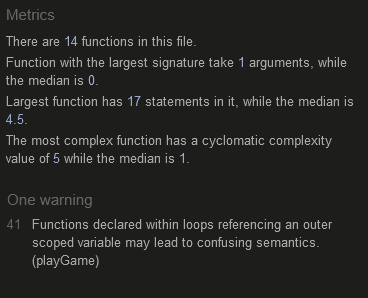 Metrics
There are 14 functions in this file.
Function with the largest signature take 1 arguments, while
the median is 0.
Largest function has 17 statements in it, while the median is
4.5.
The most complex function has a cyclomatic complexity
value of 5 while the median is 1.
One warning
41 Functions declared within loops referencing an outer
scoped variable may lead to confusing semantics.
(playGame)